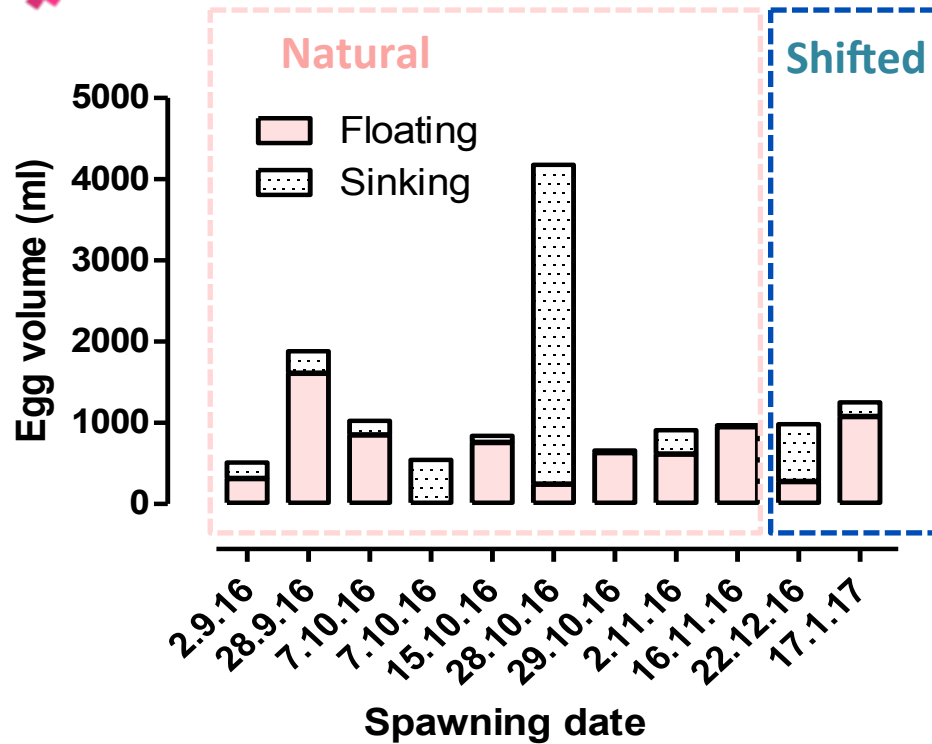 Natural
Shifted
Floating
Sinking
Egg volume (ml)
5000
4000
3000
2000
1000
0
2.9.16
28.9.16
7.10.16
7.10.16
15.10.16
28.10.16
29.10.16
2.11.16
16.11.16
22.12.16
17.1.17
Spawning date